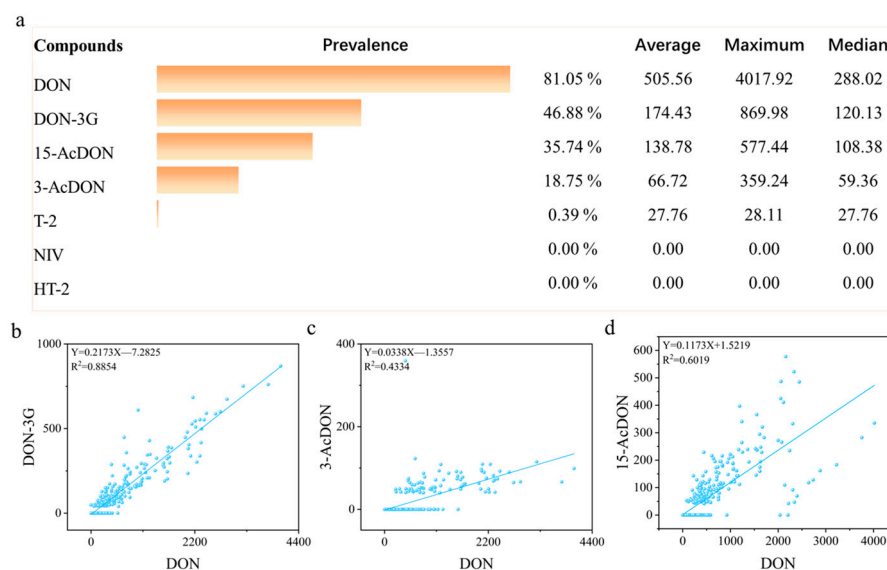 a
Compounds Prevalence Average Maximum Median
DON 81.05 % 505.56 4017.92 288.02
DON-3G 46.88 % 174.43 869.98 120.13
15-AcDON 35.74 % 138.78 577.44 108.38
3-AcDON 18.75 % 66.72 359.24 59.36
T-2 0.39 % 27.76 28.11 27.76
NIV 0.00 % 0.00 0.00 0.00
HT-2 0.00 % 0.00 0.00 0.00
b
Y=0.2173X—7.2825
R²=0.8854
1000
500
0
DON-3G
0 2200 4400
DON
c
Y=0.0338X—1.3557
R²=0.4334
400
200
0
3-AcDON
0 2200 4400
DON
d
Y=0.1173X+1.5219
R²=0.6019
600
500
400
300
200
100
0
15-AcDON
0 1000 2000 3000 4000
DON